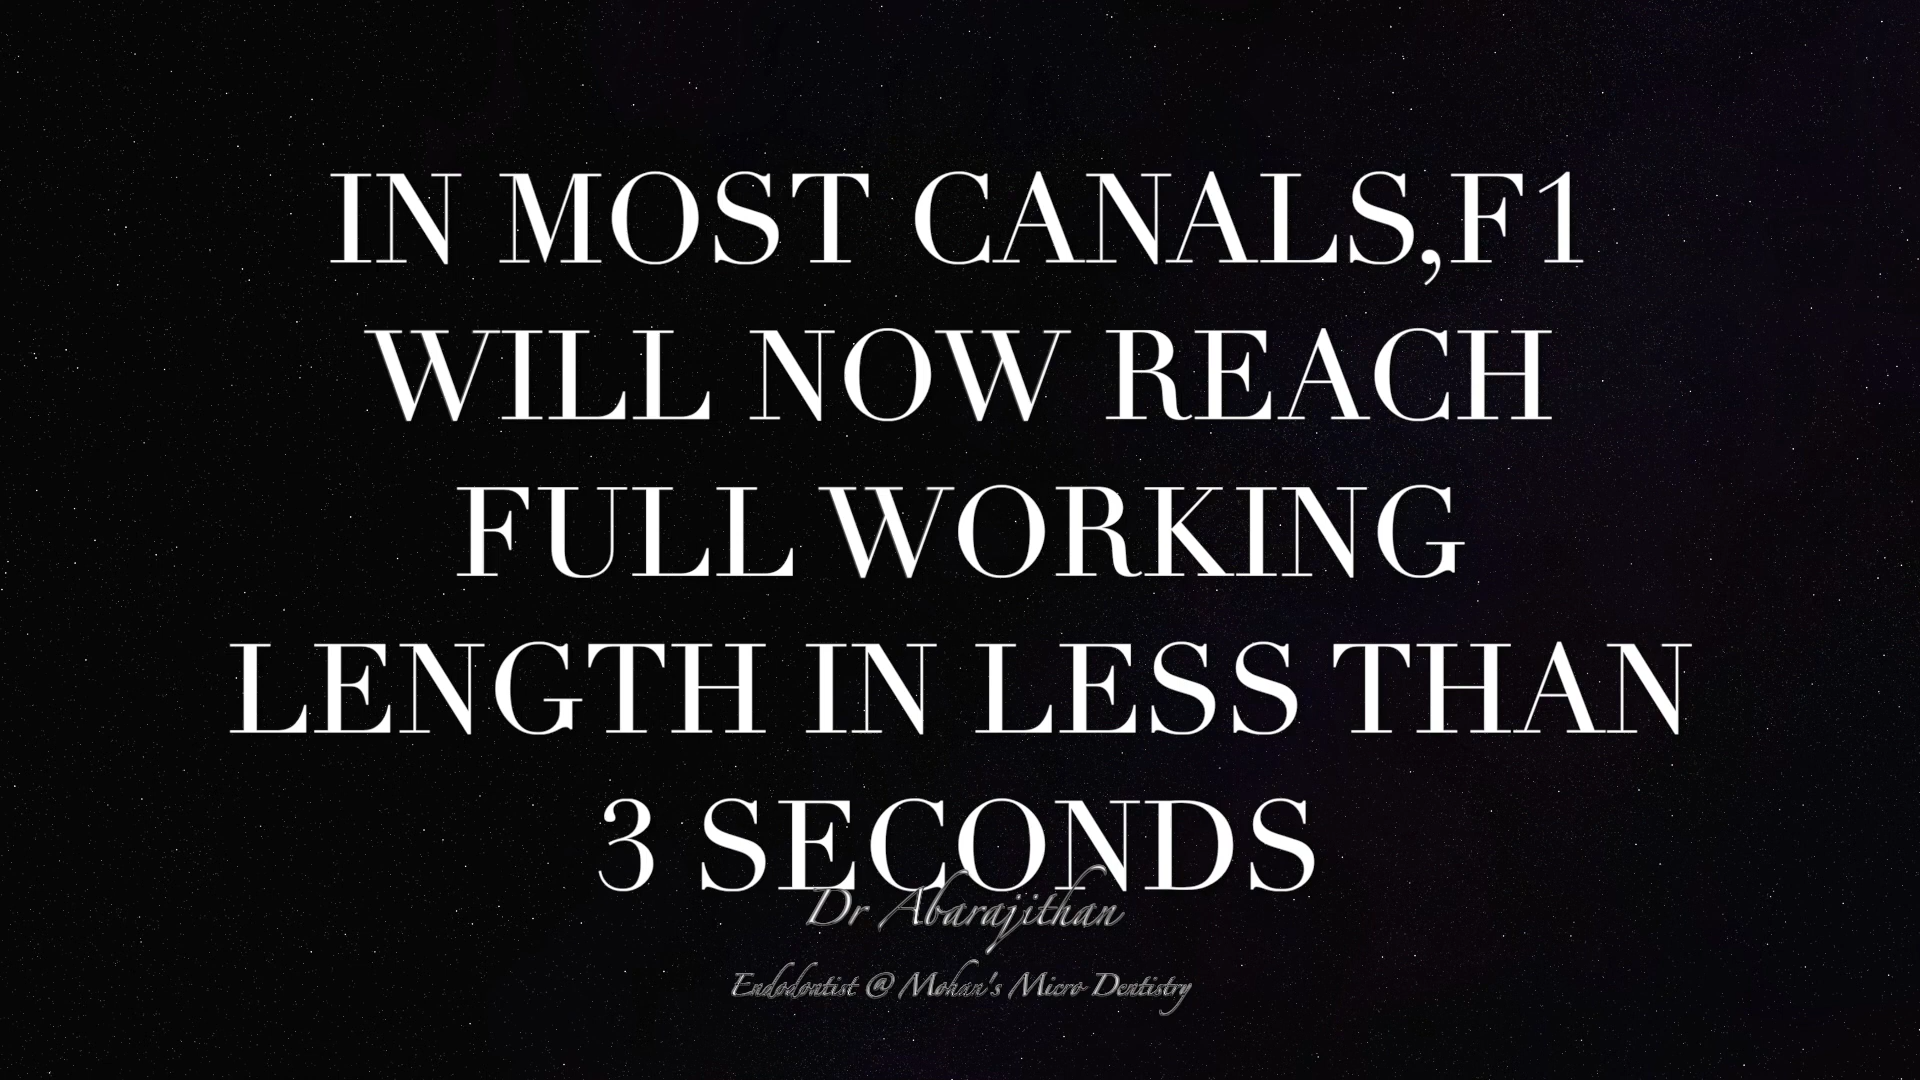 IN MOST CANALS,F1
WILL NOW REACH
FULL WORKING
LENGTH IN LESS THAN
3 SECONDS
Dr Abarajithan
Endodontist @ Mohan's Micro Dentistry